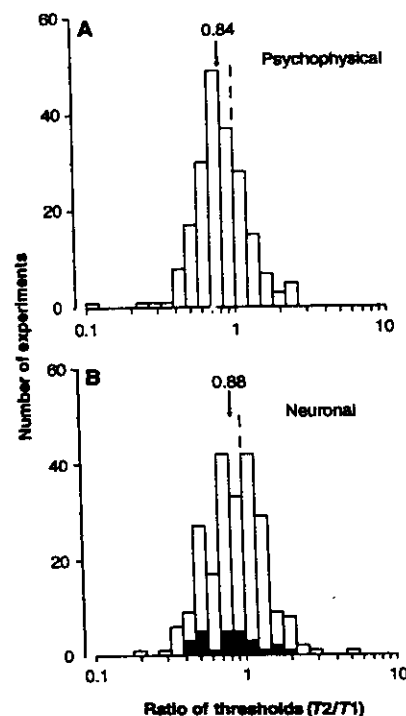 60
A
0.84
Psychophysical
40
20
0
0.1
1
10
Number of experiments
60
B
0.88
Neuronal
40
20
0
0.1
1
10
Ratio of thresholds (T2/T1)